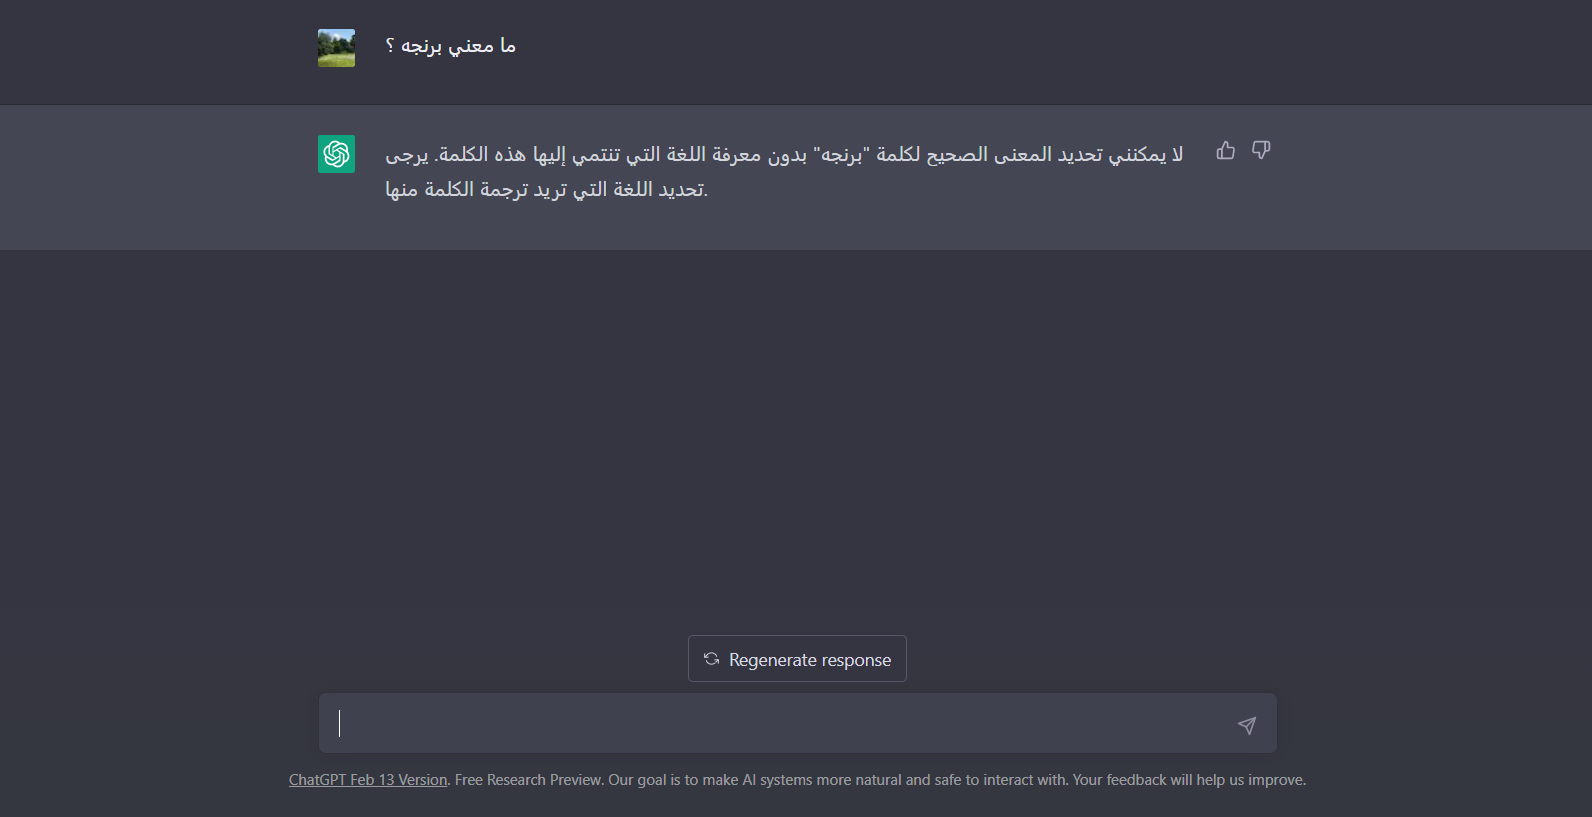 ما معني برنجه ؟
لا يمكنني تحديد المعنى الصحيح لكلمة "برنجه" بدون معرفة اللغة التي تنتمي إليها هذه الكلمة. يرجى
تحديد اللغة التي تريد ترجمة الكلمة منها.
Regenerate response
ChatGPT Feb 13 Version. Free Research Preview. Our goal is to make AI systems more natural and safe to interact with. Your feedback will help us improve.